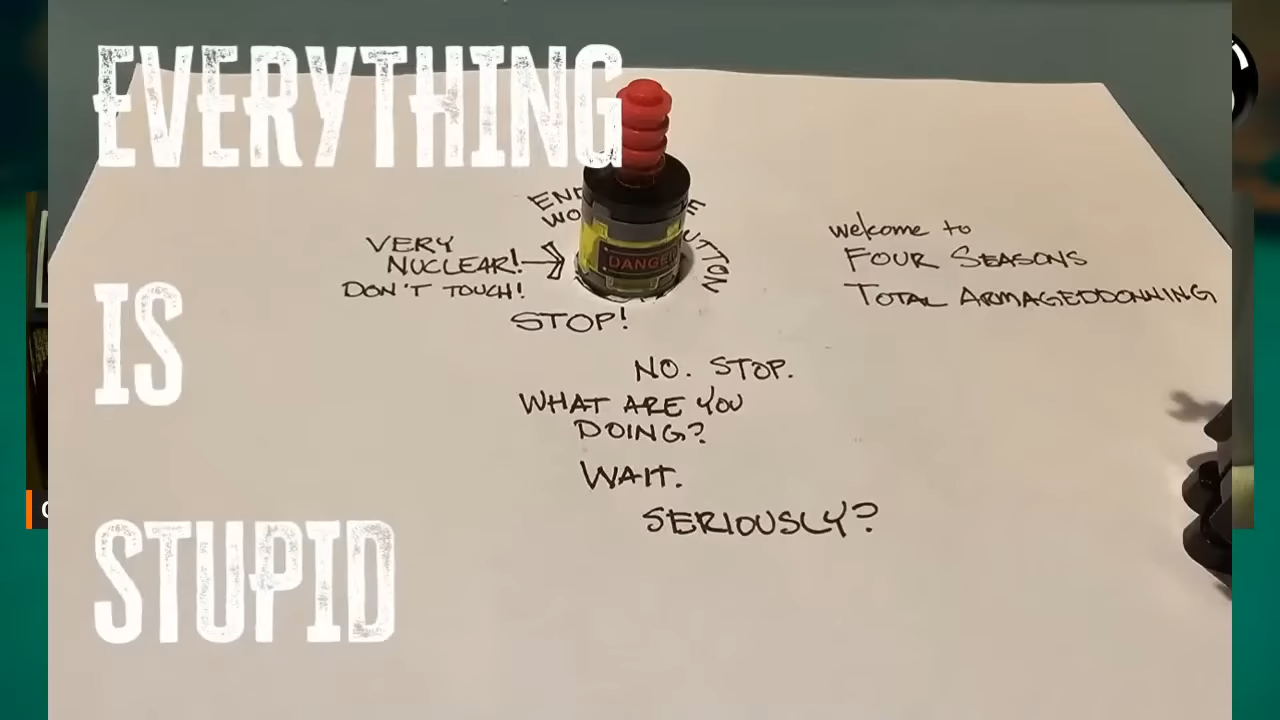 EVERYTHING
IS
STUPID
VERY
NUCLEAR!
DON'T TOUCH!
DANGER
STOP!
NO. STOP.
WHAT ARE YOU
DOING?
WAIT.
SERIOUSLY?
welcome to
FOUR SEASONS
TOTAL ARMAGEDDONNING